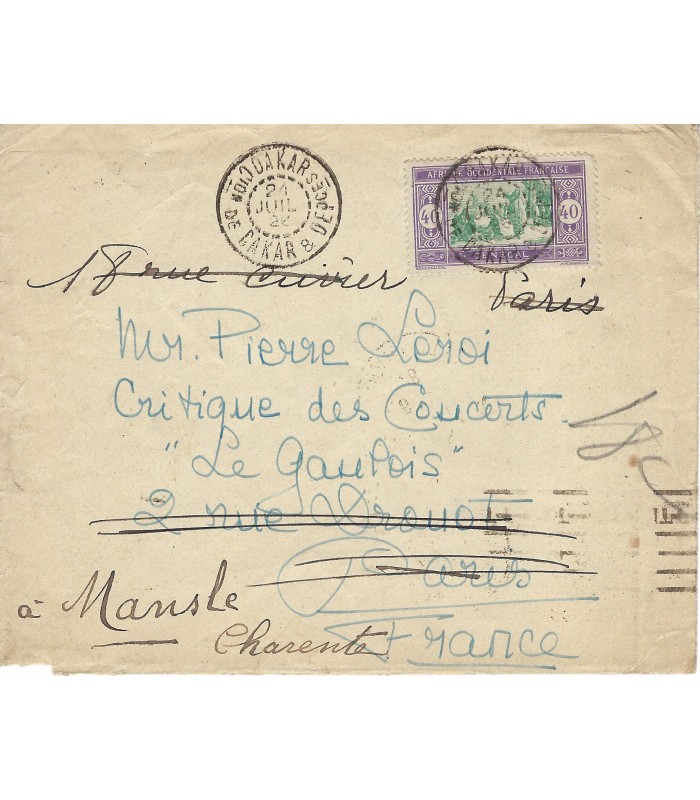 DAKAR
24
JUIL
DE DAKAR & DÉPCES
AFRIQUE OCCIDENTALE FRANÇAISE
40
40
18 rue Cuvier Paris
Mr. Pierre Leroi
Critique des Concerts
"Le Gaulois"
2 rue Drouot
Paris
à Mansle
Charente
France